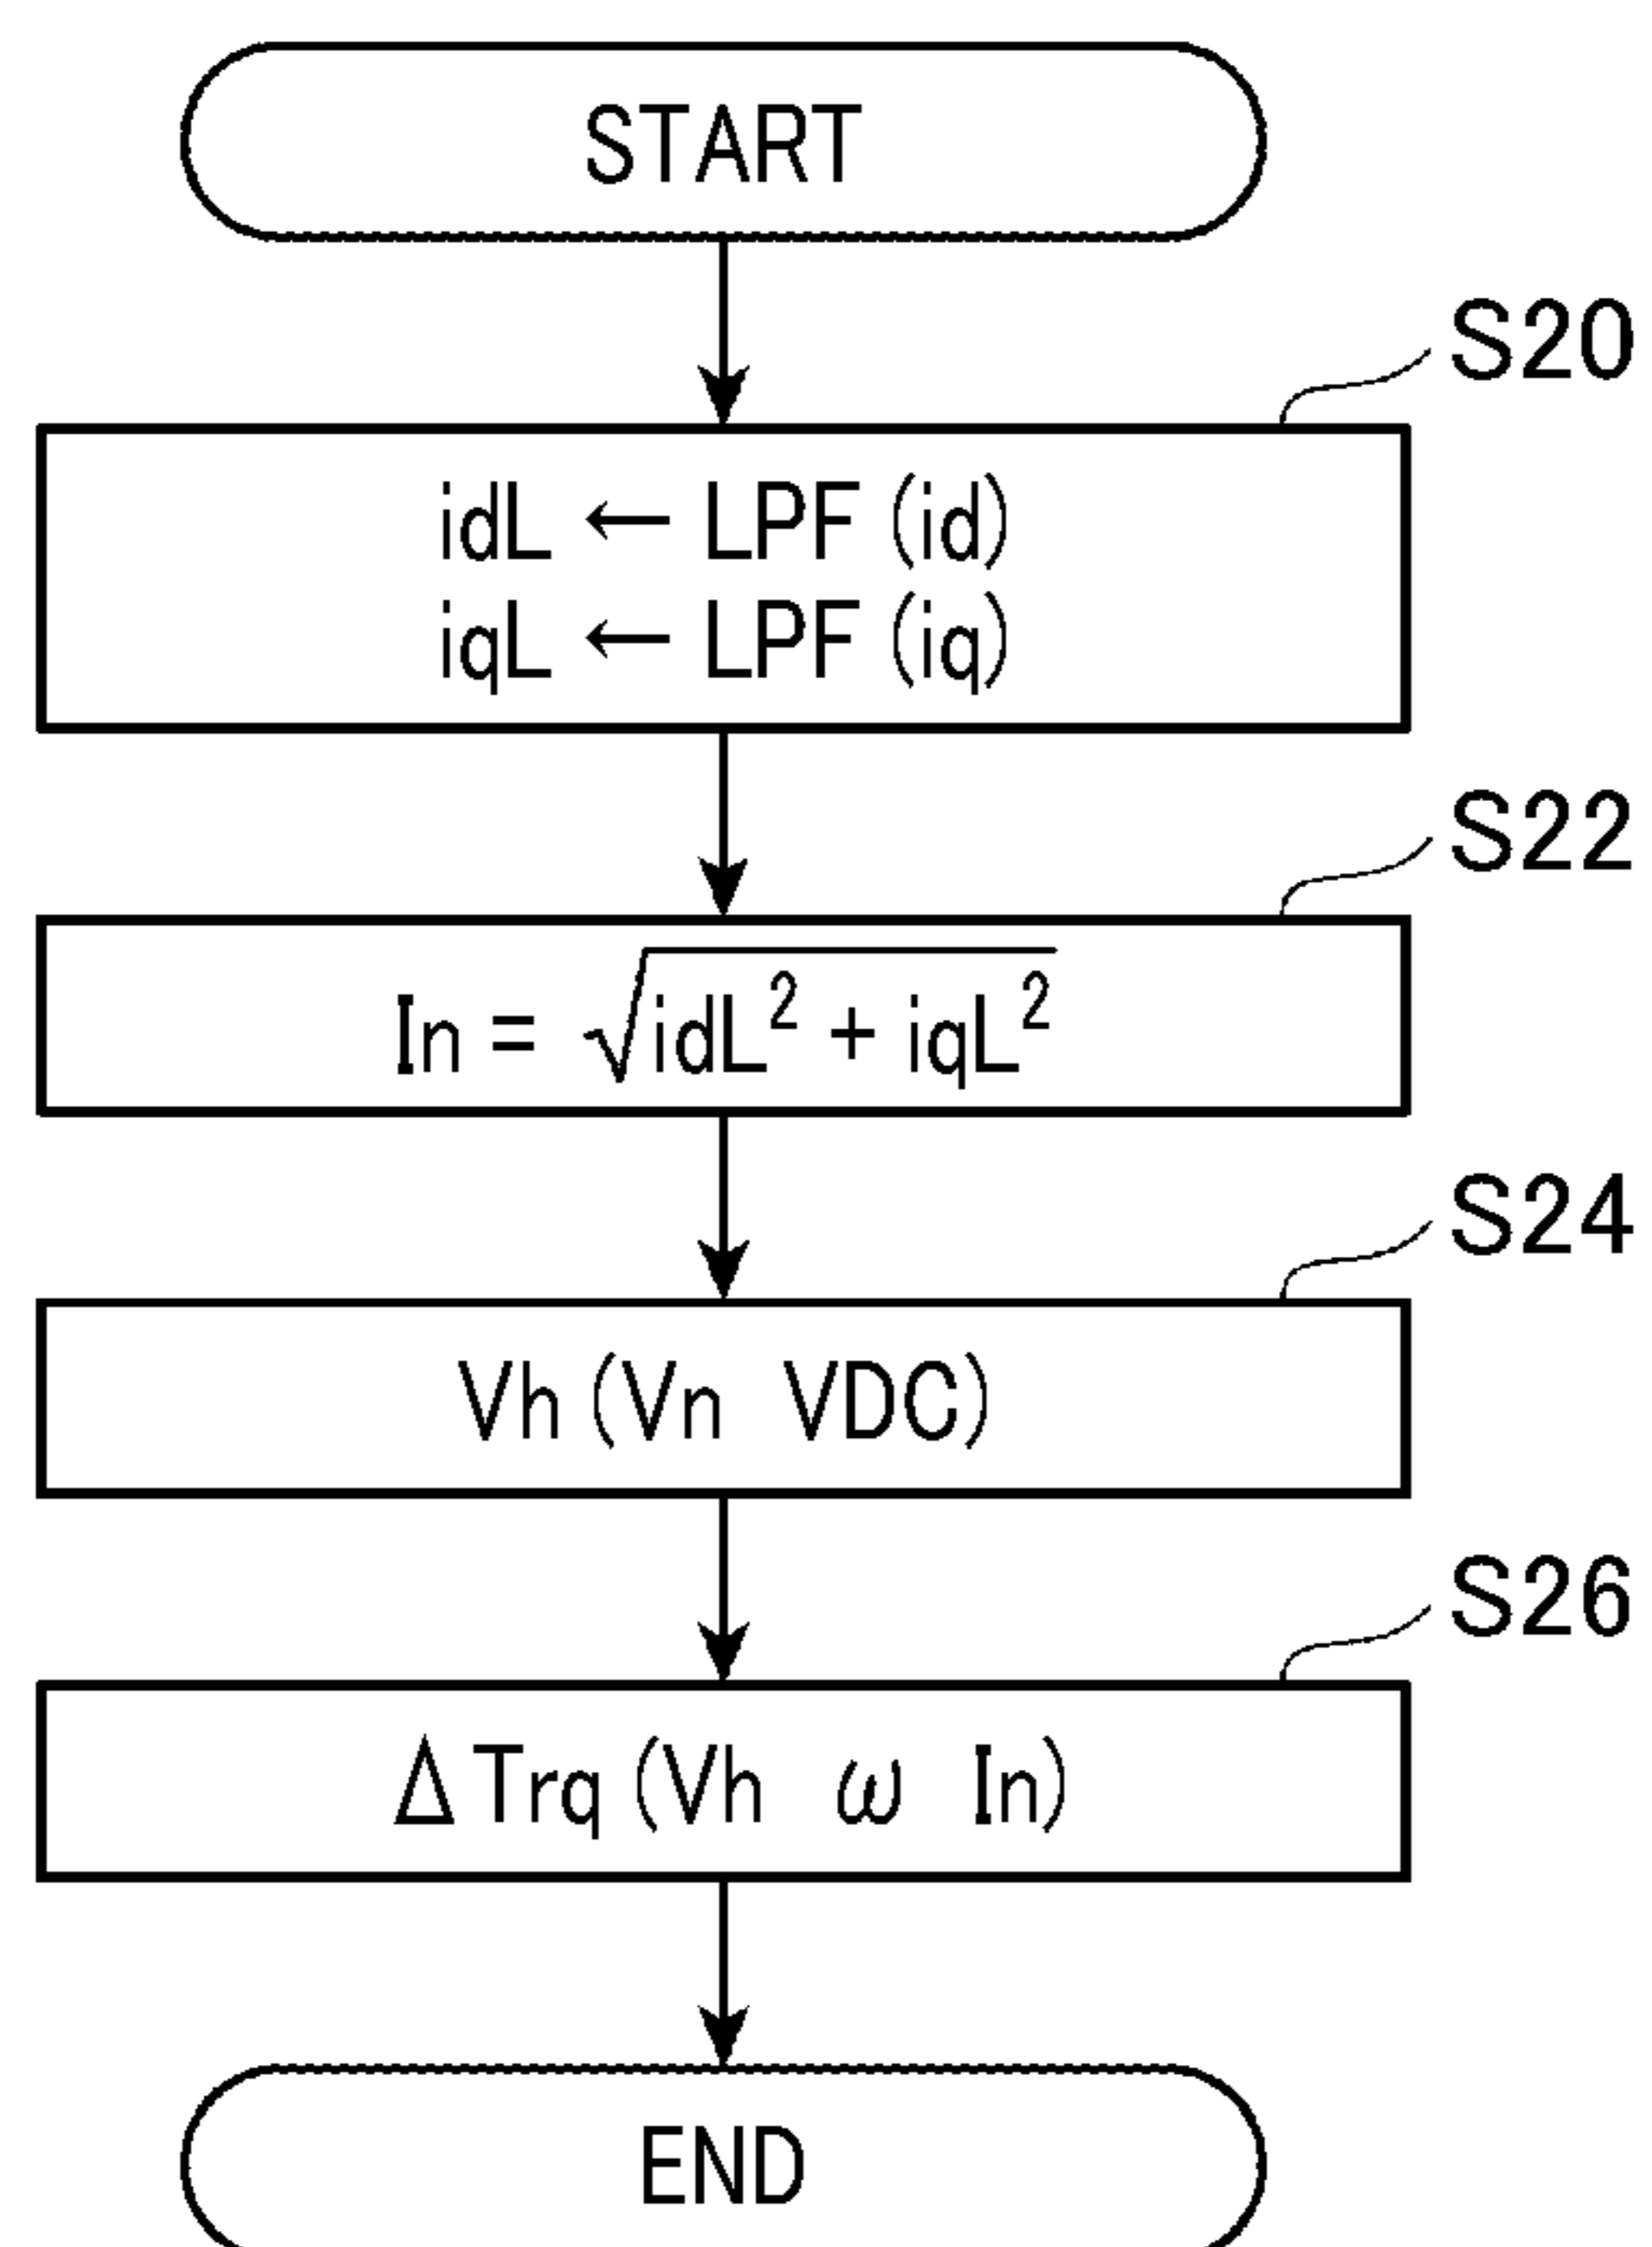 START
S20
idL ← LPF (id)
iqL ← LPF (iq)
S22
In = √idL² + iqL²
S24
Vh (Vn VDC)
S26
ΔTrq (Vh ω In)
END